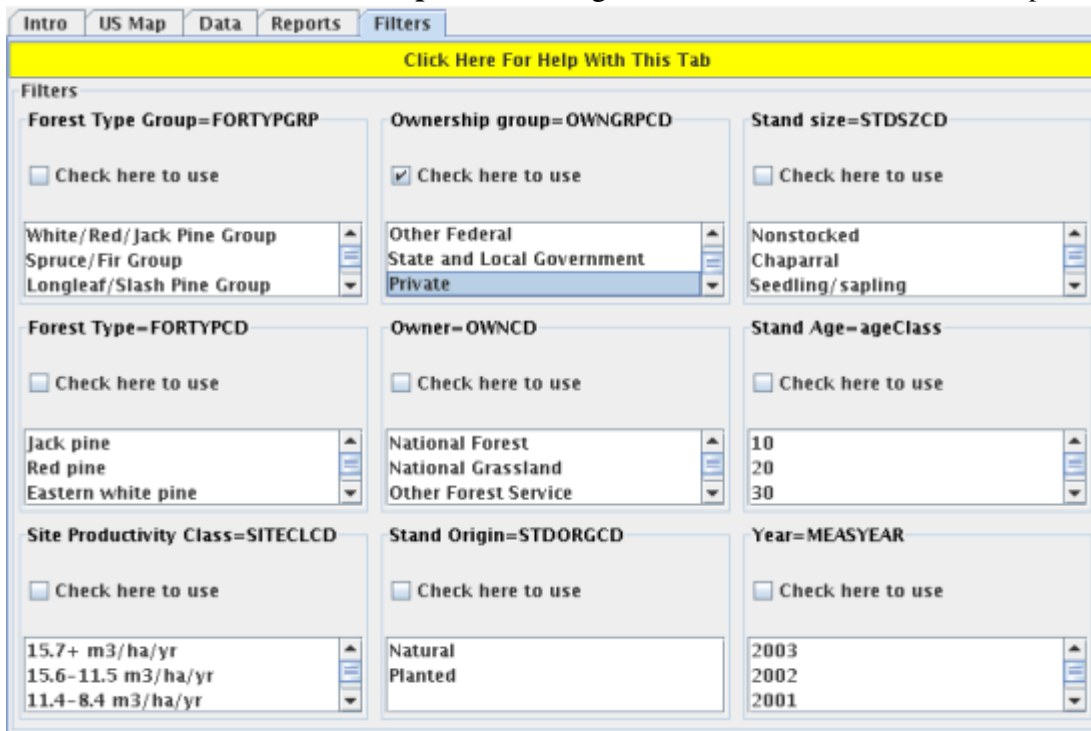 Intro US Map Data Reports Filters
Click Here For Help With This Tab
Filters
Forest Type Group=FORTYPGRP
Check here to use
White/Red/Jack Pine Group
Spruce/Fir Group
Longleaf/Slash Pine Group
Ownership group=OWNGRPCD
Check here to use
Other Federal
State and Local Government
Private
Stand size=STDSZCD
Check here to use
Nonstocked
Chaparral
Seedling/sapling
Forest Type=FORTYPCD
Check here to use
Jack pine
Red pine
Eastern white pine
Owner=OWNCD
Check here to use
National Forest
National Grassland
Other Forest Service
Stand Age=ageClass
Check here to use
10
20
30
Site Productivity Class=SITECLCD
Check here to use
15.7+ m3/ha/yr
15.6-11.5 m3/ha/yr
11.4-8.4 m3/ha/yr
Stand Origin=STDORGCD
Check here to use
Natural
Planted
Year=MEASYEAR
Check here to use
2003
2002
2001